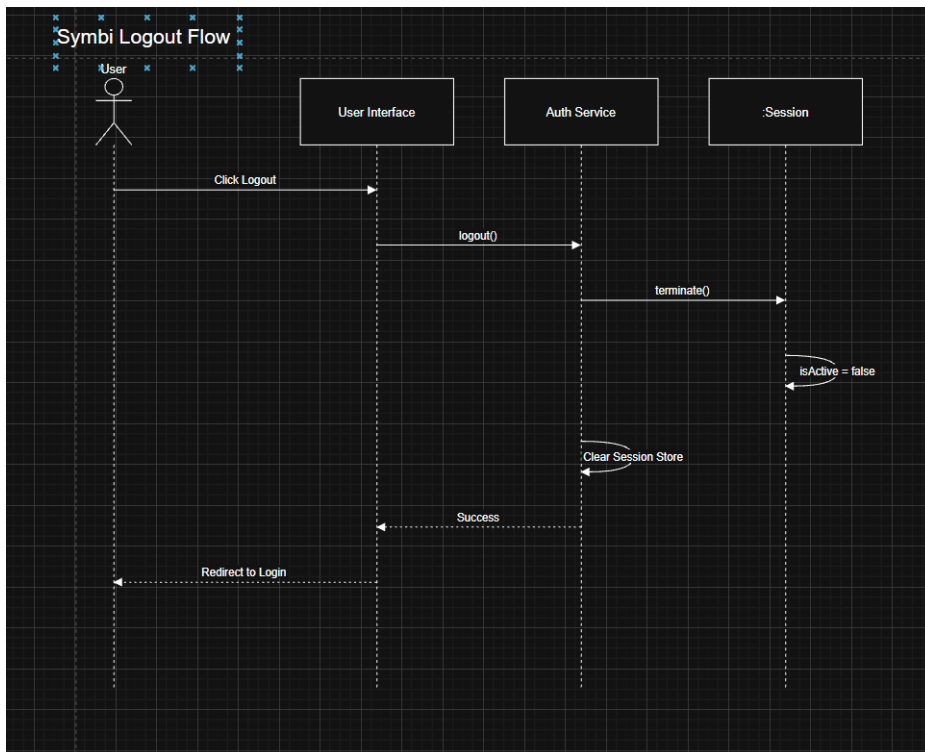 Symbi Logout Flow
User
User Interface
Auth Service
:Session
Click Logout
logout()
terminate()
isActive = false
Clear Session Store
Success
Redirect to Login